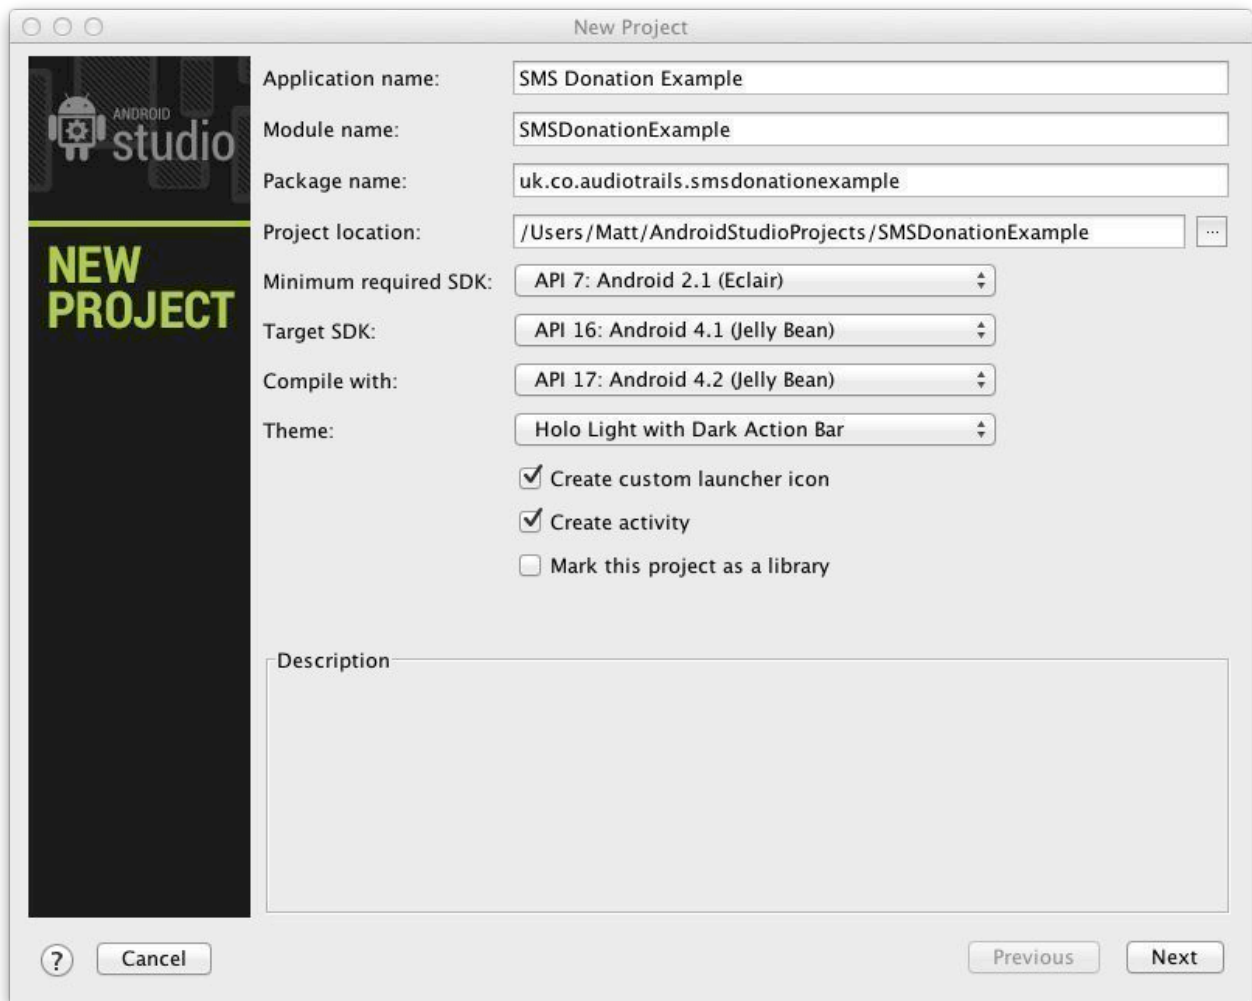 New Project
ANDROID
studio
NEW
PROJECT
Application name: SMS Donation Example
Module name: SMSDonationExample
Package name: uk.co.audiotrails.smsdonationexample
Project location: /Users/Matt/AndroidStudioProjects/SMSDonationExample ...
Minimum required SDK: API 7: Android 2.1 (Eclair)
Target SDK: API 16: Android 4.1 (Jelly Bean)
Compile with: API 17: Android 4.2 (Jelly Bean)
Theme: Holo Light with Dark Action Bar
Create custom launcher icon
Create activity
Mark this project as a library
Description
? Cancel Previous Next